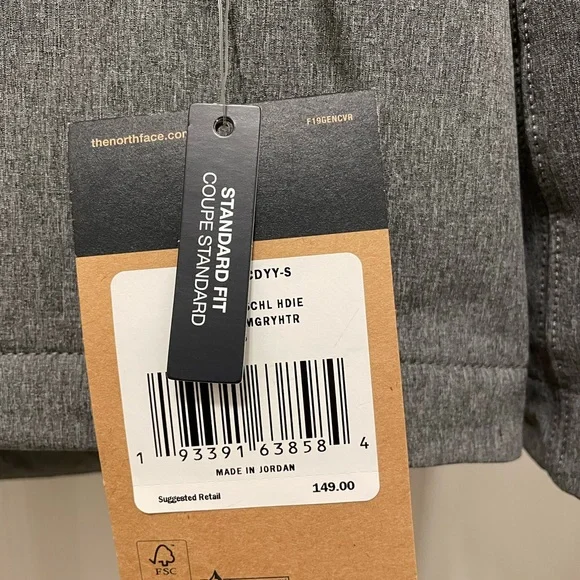 thenorthface.co
F19GENCVR
STANDARD FIT
COUPE STANDARD
CDYY-S
SCHL HDIE
MGRYHTR
1 93391 63858 4
MADE IN JORDAN
Suggested Retail 149.00
FSC